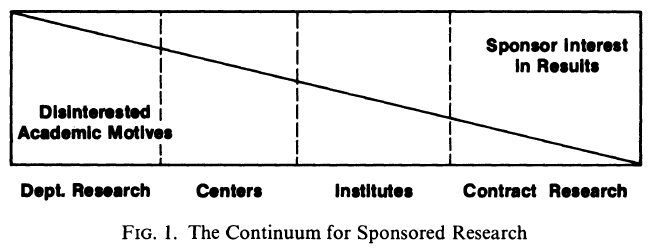 Sponsor Interest
in Results
Disinterested
Academic Motives
Dept. Research Centers Institutes Contract Research
FIG. 1. The Continuum for Sponsored Research